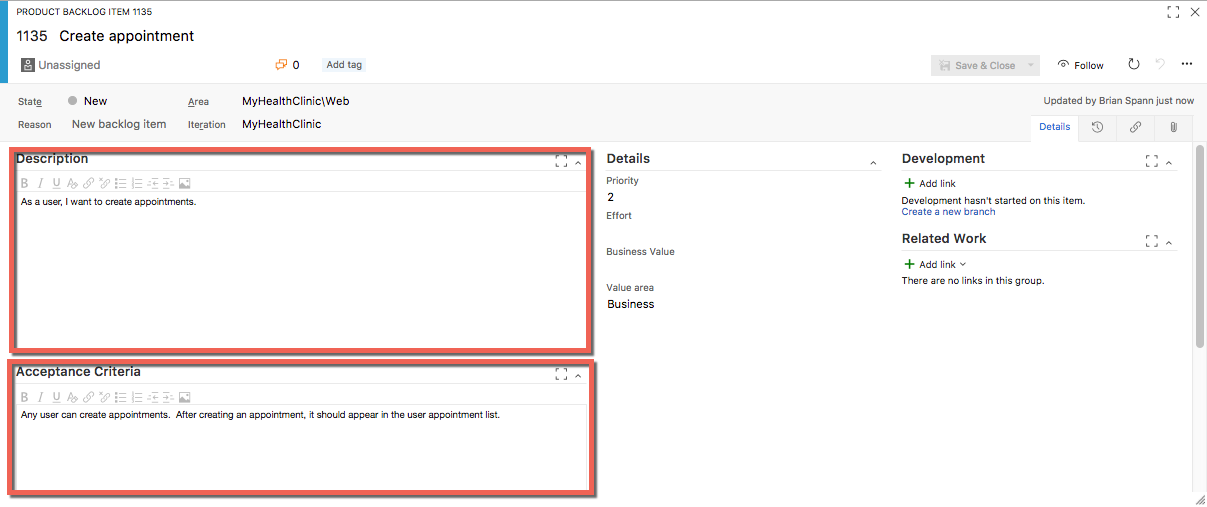 PRODUCT BACKLOG ITEM 1135
1135 Create appointment
Unassigned 0 Add tag Save & Close Follow
State New Area MyHealthClinic\Web Updated by Brian Spann just now
Reason New backlog item Iteration MyHealthClinic Details
Description
B I U
As a user, I want to create appointments.
Acceptance Criteria
B I U
Any user can create appointments.  After creating an appointment, it should appear in the user appointment list.
Details
Priority
2
Effort
Business Value
Value area
Business
Development
Add link
Development hasn't started on this item.
Create a new branch
Related Work
Add link
There are no links in this group.